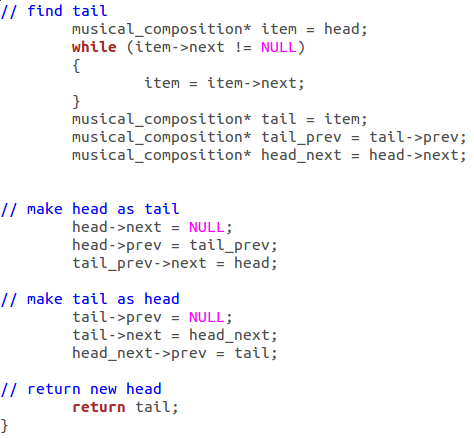 // find tail
        musical_composition* item = head;
        while (item->next != NULL)
        {
                item = item->next;
        }
        musical_composition* tail = item;
        musical_composition* tail_prev = tail->prev;
        musical_composition* head_next = head->next;
// make head as tail
        head->next = NULL;
        head->prev = tail_prev;
        tail_prev->next = head;
// make tail as head
        tail->prev = NULL;
        tail->next = head_next;
        head_next->prev = tail;
// return new head
        return tail;
}